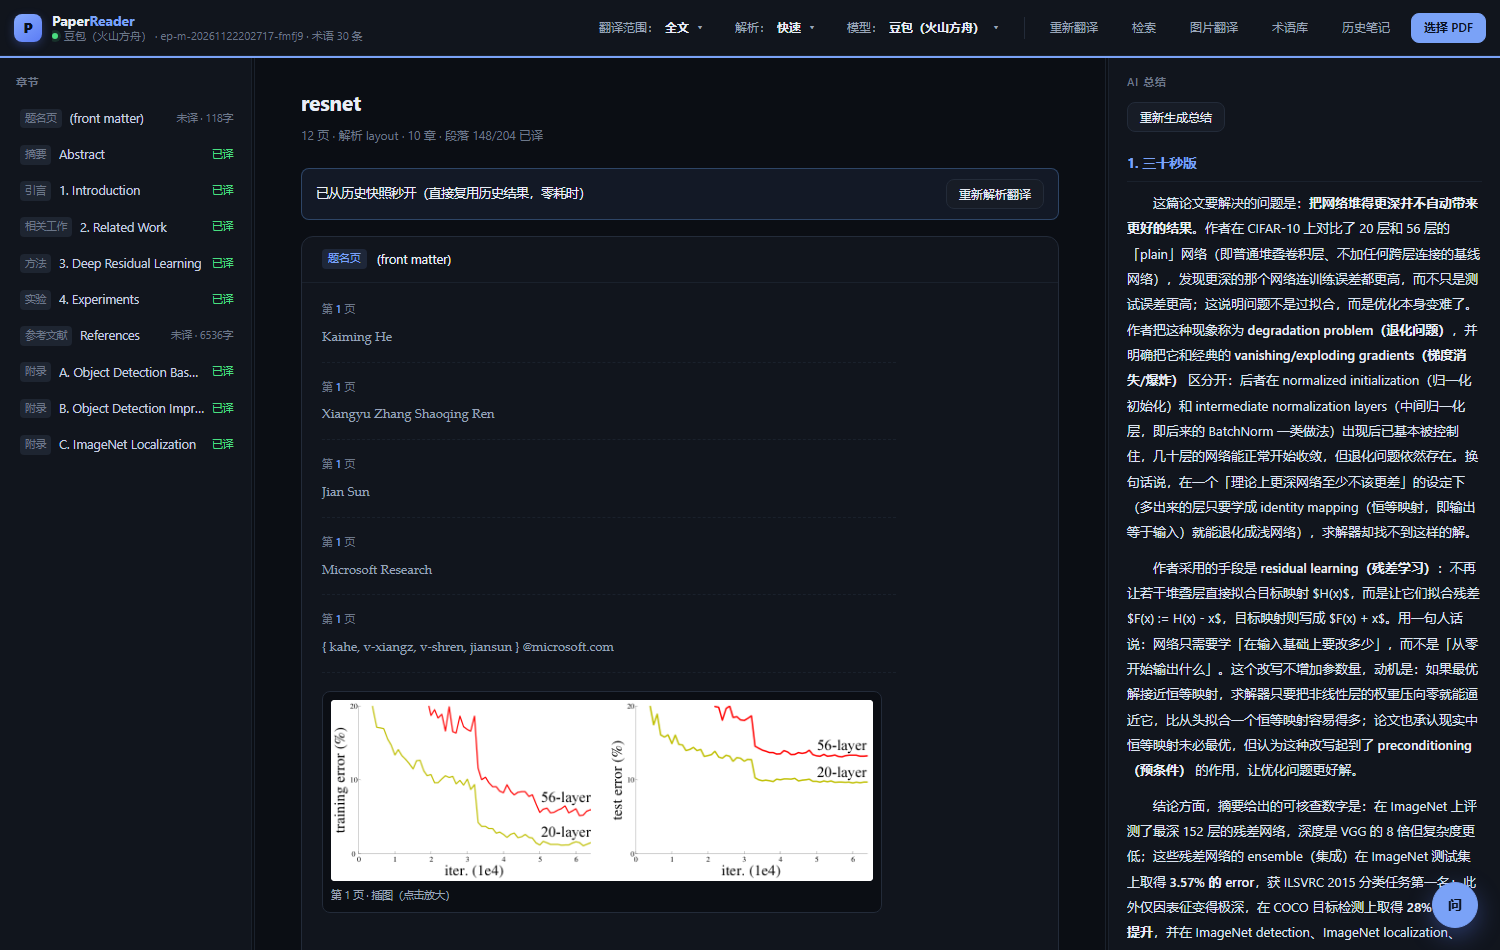 P
PaperReader
豆包（火山方舟） · ep-m-20261122202717-fmfj9 · 术语 30 条
翻译范围： 全文
解析： 快速
模型： 豆包（火山方舟）
重新翻译
检索
图片翻译
术语库
历史笔记
选择 PDF
章节
题名页 (front matter) 未译 · 118字
摘要 Abstract 已译
引言 1. Introduction 已译
相关工作 2. Related Work 已译
方法 3. Deep Residual Learning 已译
实验 4. Experiments 已译
参考文献 References 未译 · 6536字
附录 A. Object Detection Bas... 已译
附录 B. Object Detection Impr... 已译
附录 C. ImageNet Localization 已译
resnet
12 页 · 解析 layout · 10 章 · 段落 148/204 已译
已从历史快照秒开（直接复用历史结果，零耗时）
重新解析翻译
题名页 (front matter)
第 1 页
Kaiming He
第 1 页
Xiangyu Zhang Shaoqing Ren
第 1 页
Jian Sun
第 1 页
Microsoft Research
第 1 页
{ kahe, v-xiangz, v-shren, jiansun } @microsoft.com
training error (%)
20
10
0
0 1 2 3 4 5 6
iter. (1e4)
56-layer
20-layer
test error (%)
20
10
0
0 1 2 3 4 5 6
iter. (1e4)
56-layer
20-layer
第 1 页 · 插图（点击放大）
AI 总结
重新生成总结
1. 三十秒版
这篇论文要解决的问题是：把网络堆得更深并不自动带来
更好的结果。作者在 CIFAR-10 上对比了 20 层和 56 层的
「plain」网络（即普通堆叠卷积层、不加任何跨层连接的基线
网络），发现更深的那个网络连训练误差都更高，而不只是测
试误差更高；这说明问题不是过拟合，而是优化本身变难了。
作者把这种现象称为 degradation problem（退化问题），并
明确把它和经典的 vanishing/exploding gradients（梯度消
失/爆炸） 区分开：后者在 normalized initialization（归一化
初始化）和 intermediate normalization layers（中间归一化
层，即后来的 BatchNorm 一类做法）出现后已基本被控制
住，几十层的网络能正常开始收敛，但退化问题依然存在。换
句话说，在一个「理论上更深网络至少不该更差」的设定下
（多出来的层只要学成 identity mapping（恒等映射，即输出
等于输入）就能退化成浅网络），求解器却找不到这样的解。
作者采用的手段是 residual learning（残差学习）：不再
让若干堆叠层直接拟合目标映射 $H(x)$，而是让它们拟合残差
$F(x) := H(x) - x$，目标映射则写成 $F(x) + x$。用一句人话
说：网络只需要学「在输入基础上要改多少」，而不是「从零
开始输出什么」。这个改写不增加参数量，动机是：如果最优
解接近恒等映射，求解器只要把非线性层的权重压向零就能逼
近它，比从头拟合一个恒等映射容易得多；论文也承认现实中
恒等映射未必最优，但认为这种改写起到了 preconditioning
（预条件） 的作用，让优化问题更好解。
结论方面，摘要给出的可核查数字是：在 ImageNet 上评
测了最深 152 层的残差网络，深度是 VGG 的 8 倍但复杂度更
低；这些残差网络的 ensemble（集成）在 ImageNet 测试集
上取得 3.57% 的 error，获 ILSVRC 2015 分类任务第一名；此
外仅因表征变得极深，在 COCO 目标检测上取得 28%
提升，并在 ImageNet detection、ImageNet localization、
问